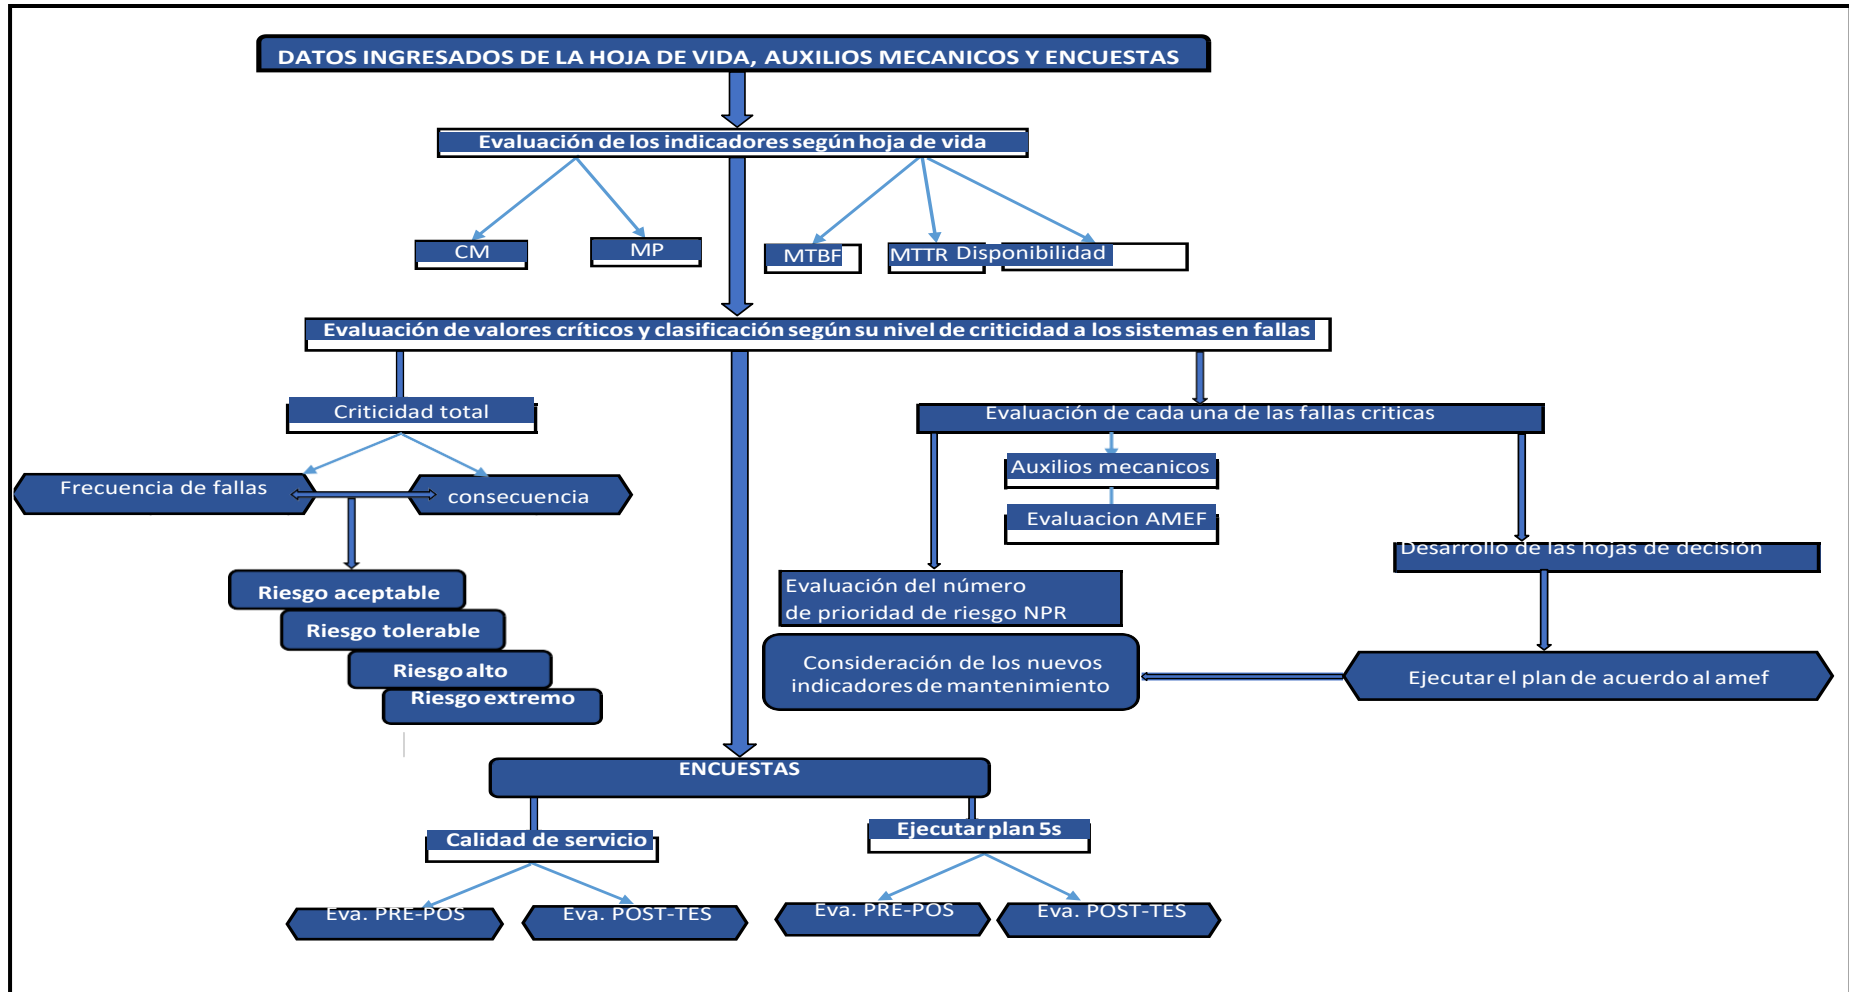 DATOS INGRESADOS DE LA HOJA DE VIDA, AUXILIOS MECANICOS Y ENCUESTAS
Evaluación de los indicadores según hoja de vida
CM
MP
MTBF
MTTR
Disponibilidad
Evaluación de valores críticos y clasificación según su nivel de criticidad a los sistemas en fallas
Criticidad total
Evaluación de cada una de las fallas criticas
Frecuencia de fallas
consecuencia
Auxilios mecanicos
Evaluacion AMEF
Desarrollo de las hojas de decisión
Riesgo aceptable
Riesgo tolerable
Riesgo alto
Riesgo extremo
Evaluación del número
de prioridad de riesgo NPR
Consideración de los nuevos
indicadores de mantenimiento
Ejecutar el plan de acuerdo al amef
ENCUESTAS
Calidad de servicio
Ejecutar plan 5s
Eva. PRE-POS
Eva. POST-TES
Eva. PRE-POS
Eva. POST-TES